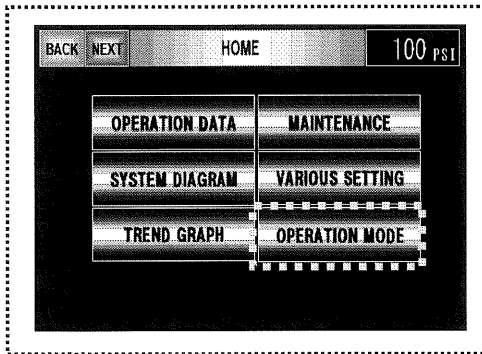 BACK NEXT HOME 100 PSI
OPERATION DATA MAINTENANCE
SYSTEM DIAGRAM VARIOUS SETTING
TREND GRAPH OPERATION MODE